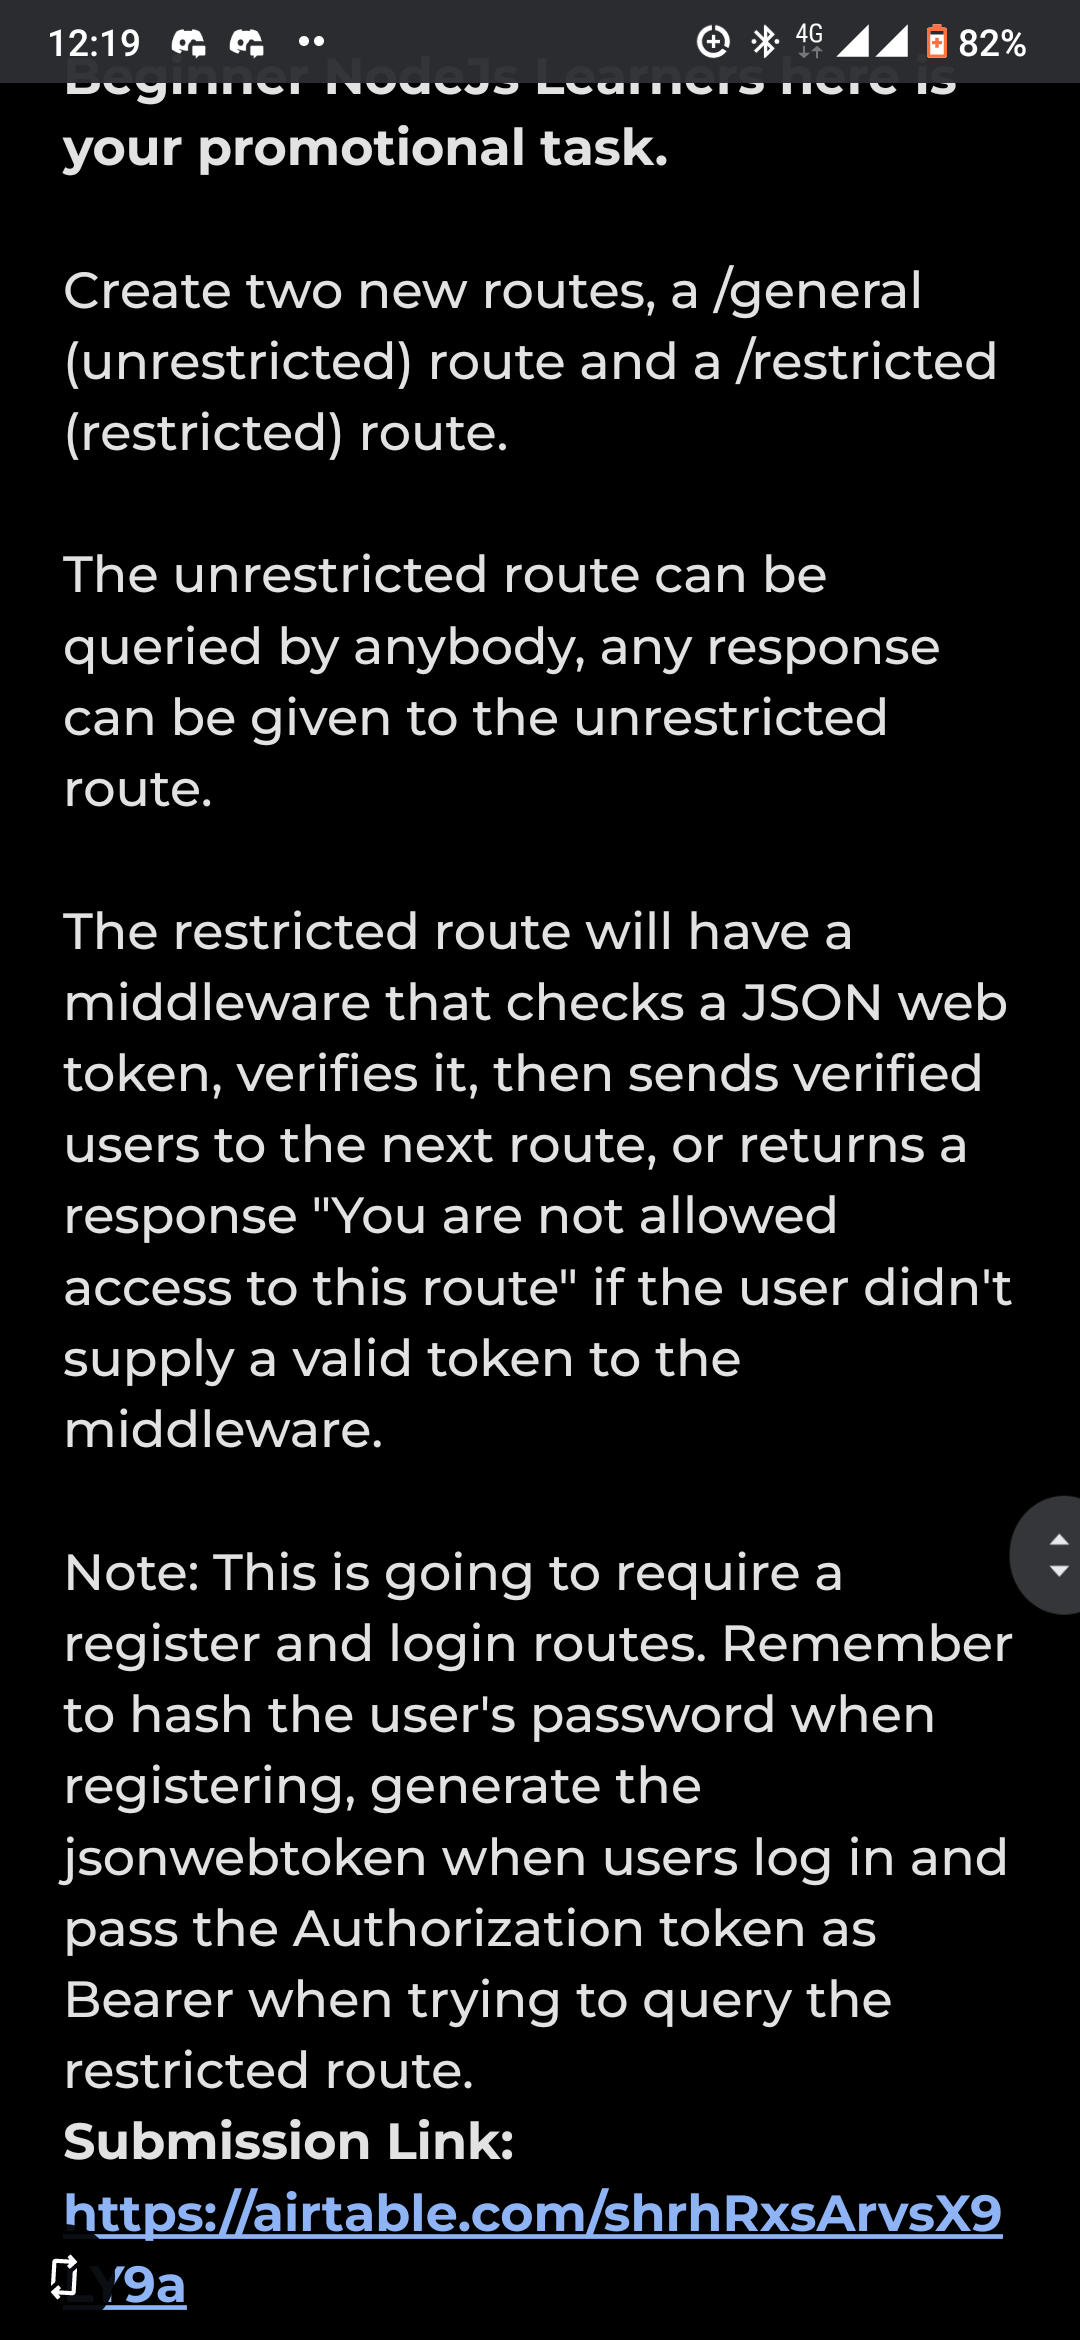 12:19
4G
82%
Beginner NodeJs Learners here is
your promotional task.
Create two new routes, a /general
(unrestricted) route and a /restricted
(restricted) route.
The unrestricted route can be
queried by anybody, any response
can be given to the unrestricted
route.
The restricted route will have a
middleware that checks a JSON web
token, verifies it, then sends verified
users to the next route, or returns a
response "You are not allowed
access to this route" if the user didn't
supply a valid token to the
middleware.
Note: This is going to require a
register and login routes. Remember
to hash the user's password when
registering, generate the
jsonwebtoken when users log in and
pass the Authorization token as
Bearer when trying to query the
restricted route.
Submission Link:
https://airtable.com/shrhRxsArvsX9
LY9a